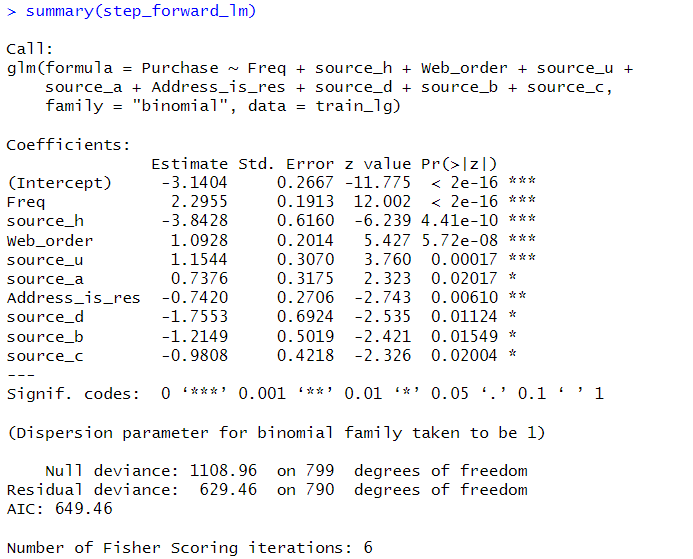 > summary(step_forward_lm)
Call:
glm(formula = Purchase ~ Freq + source_h + Web_order + source_u +
    source_a + Address_is_res + source_d + source_b + source_c,
    family = "binomial", data = train_lg)
Coefficients:
               Estimate Std. Error z value Pr(>|z|)
(Intercept)     -3.1404     0.2667 -11.775  < 2e-16 ***
Freq             2.2955     0.1913  12.002  < 2e-16 ***
source_h        -3.8428     0.6160  -6.239 4.41e-10 ***
Web_order        1.0928     0.2014   5.427 5.72e-08 ***
source_u         1.1544     0.3070   3.760  0.00017 ***
source_a         0.7376     0.3175   2.323  0.02017 *
Address_is_res  -0.7420     0.2706  -2.743  0.00610 **
source_d        -1.7553     0.6924  -2.535  0.01124 *
source_b        -1.2149     0.5019  -2.421  0.01549 *
source_c        -0.9808     0.4218  -2.326  0.02004 *
---
Signif. codes:  0 ‘***’ 0.001 ‘**’ 0.01 ‘*’ 0.05 ‘.’ 0.1 ‘ ’ 1
(Dispersion parameter for binomial family taken to be 1)
    Null deviance: 1108.96  on 799  degrees of freedom
Residual deviance:  629.46  on 790  degrees of freedom
AIC: 649.46
Number of Fisher Scoring iterations: 6